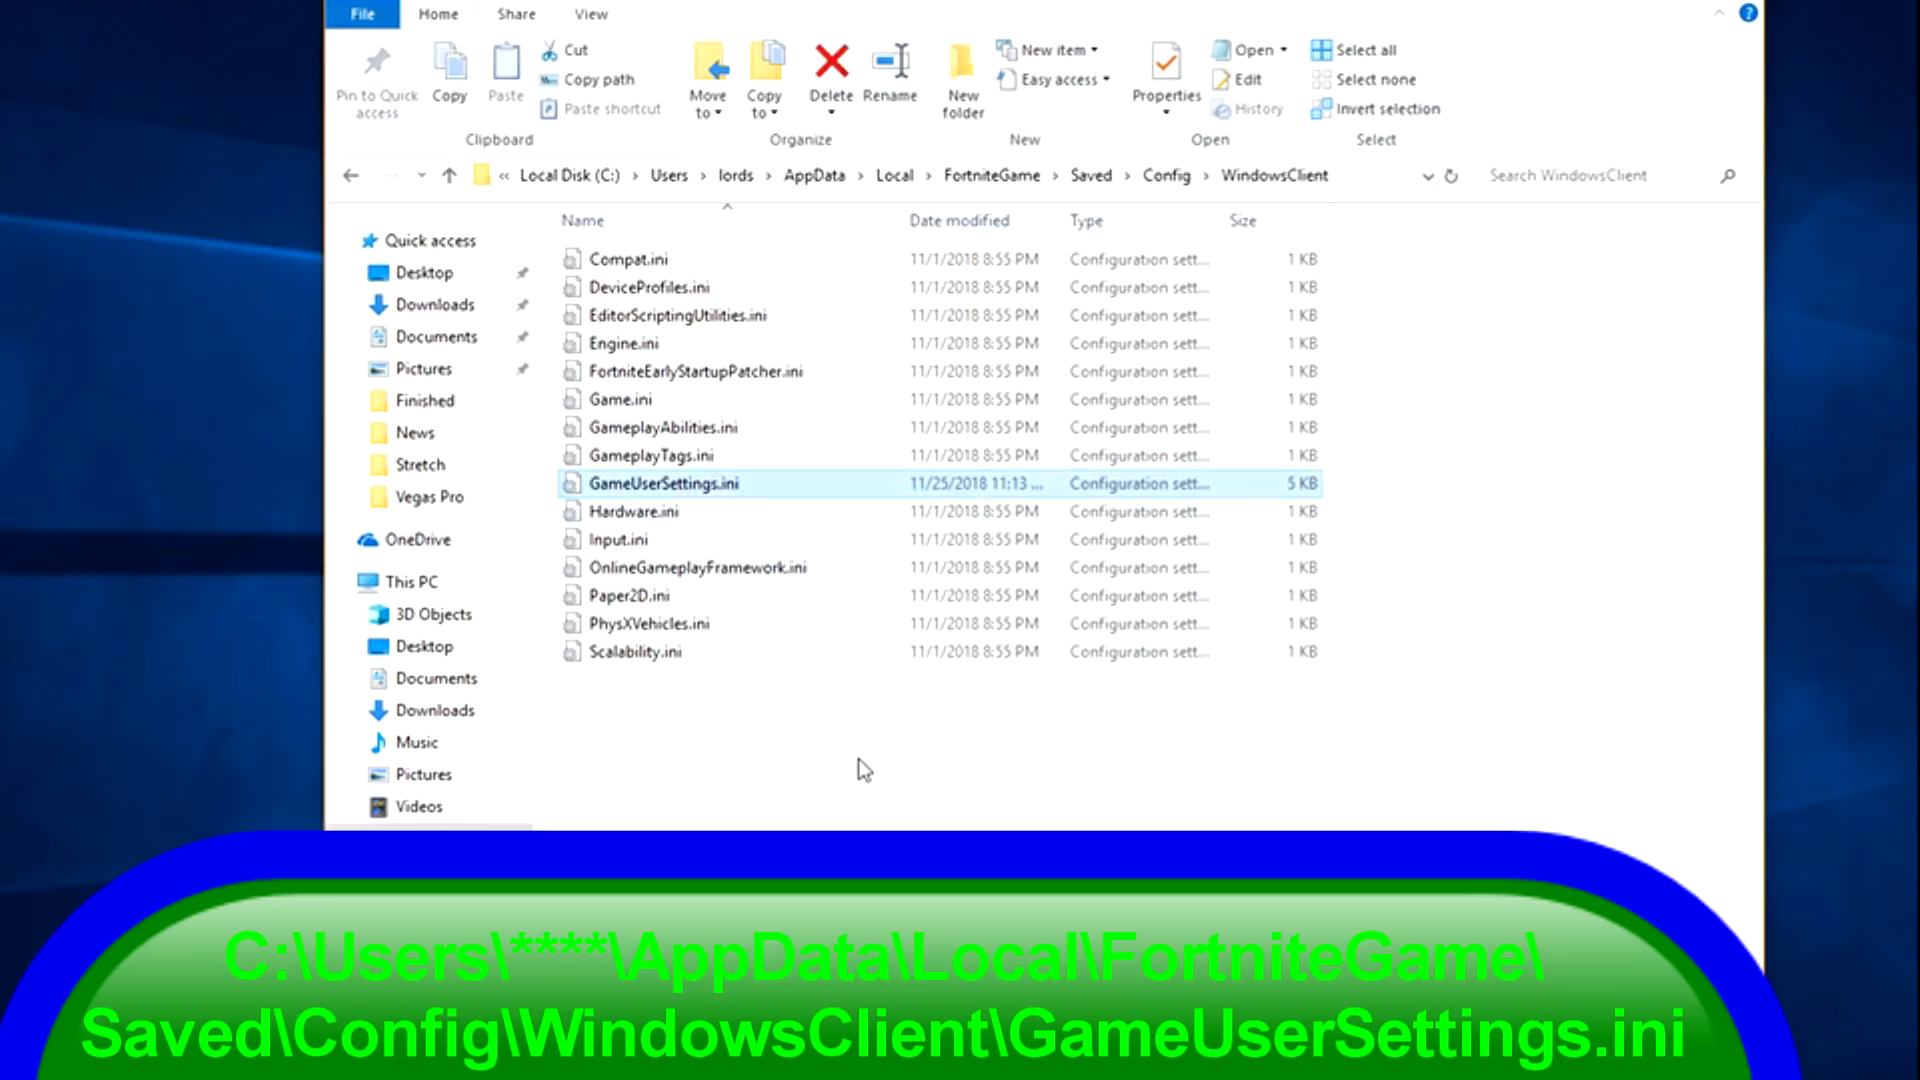 File Home Share View
Pin to Quick access
Copy
Paste
Cut
Copy path
Paste shortcut
Clipboard
Move to
Copy to
Delete
Rename
Organize
New folder
New item
Easy access
New
Properties
Open
Edit
History
Open
Select all
Select none
Invert selection
Select
« Local Disk (C:) › Users › lords › AppData › Local › FortniteGame › Saved › Config › WindowsClient
Search WindowsClient
Quick access
Desktop
Downloads
Documents
Pictures
Finished
News
Stretch
Vegas Pro
OneDrive
This PC
3D Objects
Desktop
Documents
Downloads
Music
Pictures
Videos
Name Date modified Type Size
Compat.ini 11/1/2018 8:55 PM Configuration sett... 1 KB
DeviceProfiles.ini 11/1/2018 8:55 PM Configuration sett... 1 KB
EditorScriptingUtilities.ini 11/1/2018 8:55 PM Configuration sett... 1 KB
Engine.ini 11/1/2018 8:55 PM Configuration sett... 1 KB
FortniteEarlyStartupPatcher.ini 11/1/2018 8:55 PM Configuration sett... 1 KB
Game.ini 11/1/2018 8:55 PM Configuration sett... 1 KB
GameplayAbilities.ini 11/1/2018 8:55 PM Configuration sett... 1 KB
GameplayTags.ini 11/1/2018 8:55 PM Configuration sett... 1 KB
GameUserSettings.ini 11/25/2018 11:13 ... Configuration sett... 5 KB
Hardware.ini 11/1/2018 8:55 PM Configuration sett... 1 KB
Input.ini 11/1/2018 8:55 PM Configuration sett... 1 KB
OnlineGameplayFramework.ini 11/1/2018 8:55 PM Configuration sett... 1 KB
Paper2D.ini 11/1/2018 8:55 PM Configuration sett... 1 KB
PhysXVehicles.ini 11/1/2018 8:55 PM Configuration sett... 1 KB
Scalability.ini 11/1/2018 8:55 PM Configuration sett... 1 KB
C:\Users\****\AppData\Local\FortniteGame\
Saved\Config\WindowsClient\GameUserSettings.ini